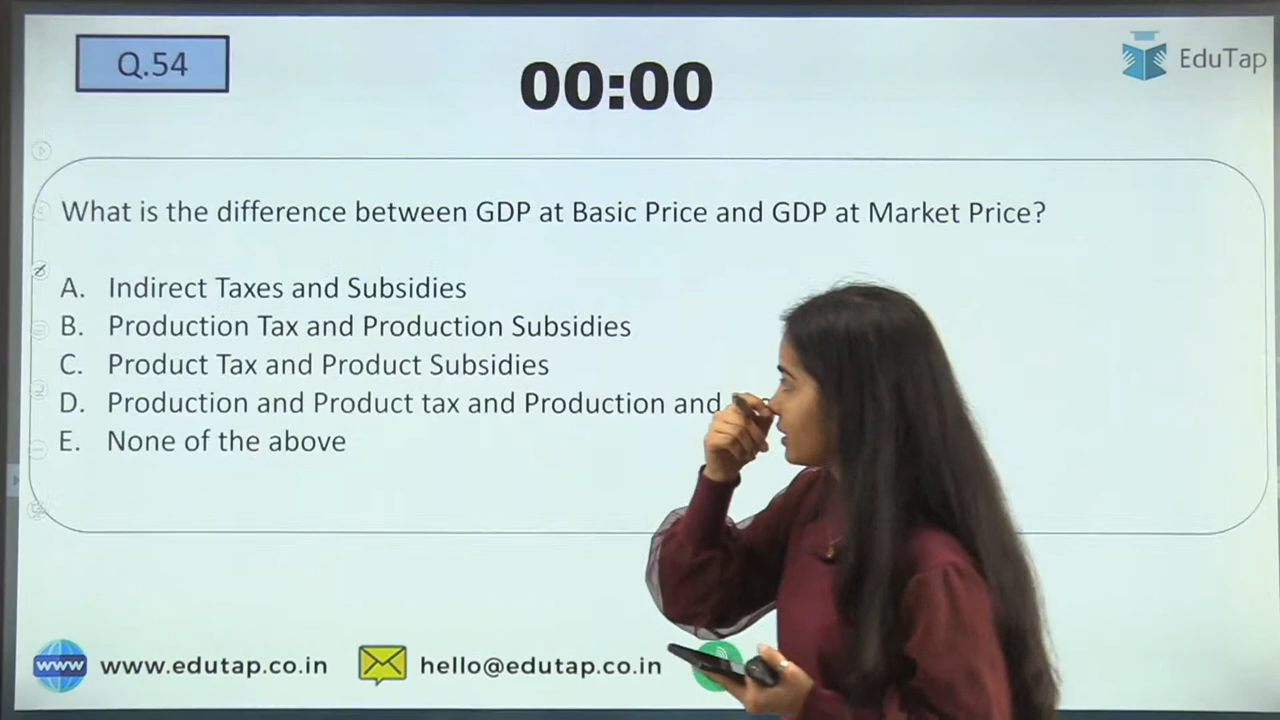 Q.54
00:00
EduTap
What is the difference between GDP at Basic Price and GDP at Market Price?
A. Indirect Taxes and Subsidies
B. Production Tax and Production Subsidies
C. Product Tax and Product Subsidies
D. Production and Product tax and Production and
E. None of the above
www www.edutap.co.in hello@edutap.co.in